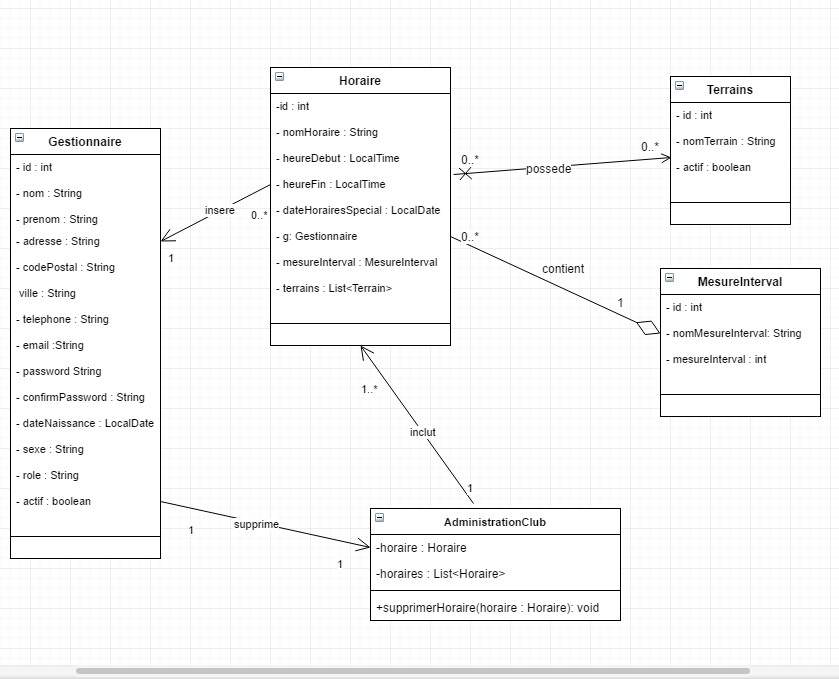 Gestionnaire
- id : int
- nom : String
- prenom : String
- adresse : String
- codePostal : String
ville : String
- telephone : String
- email :String
- password String
- confirmPassword : String
- dateNaissance : LocalDate
- sexe : String
- role : String
- actif : boolean
Horaire
-id : int
- nomHoraire : String
- heureDebut : LocalTime
- heureFin : LocalTime
- dateHorairesSpecial : LocalDate
- g: Gestionnaire
- mesureInterval : MesureInterval
- terrains : List<Terrain>
Terrains
- id : int
- nomTerrain : String
- actif : boolean
MesureInterval
- id : int
- nomMesureInterval: String
- mesureInterval : int
AdministrationClub
-horaire : Horaire
-horaires : List<Horaire>
+supprimerHoraire(horaire : Horaire): void
insere
0..*
1
0..*
possede
0..*
0..*
contient
1
1..*
inclut
1
1
supprime
1